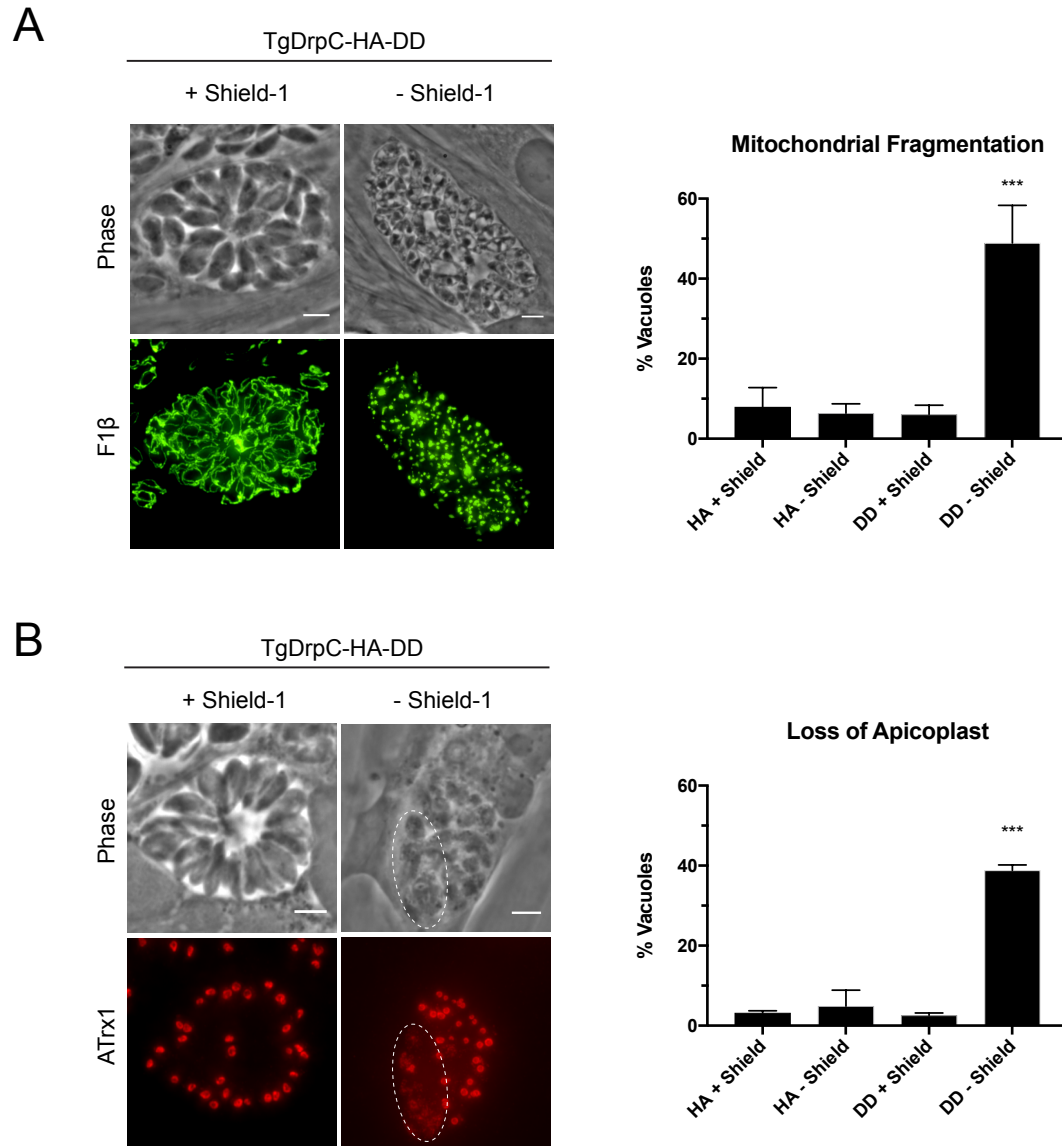 A
TgDrpC-HA-DD
+ Shield-1
- Shield-1
Phase
F1β
Mitochondrial Fragmentation
% Vacuoles
60
40
20
0
***
HA + Shield
HA - Shield
DD + Shield
DD - Shield
B
TgDrpC-HA-DD
+ Shield-1
- Shield-1
Phase
ATrx1
Loss of Apicoplast
% Vacuoles
60
40
20
0
***
HA + Shield
HA - Shield
DD + Shield
DD - Shield